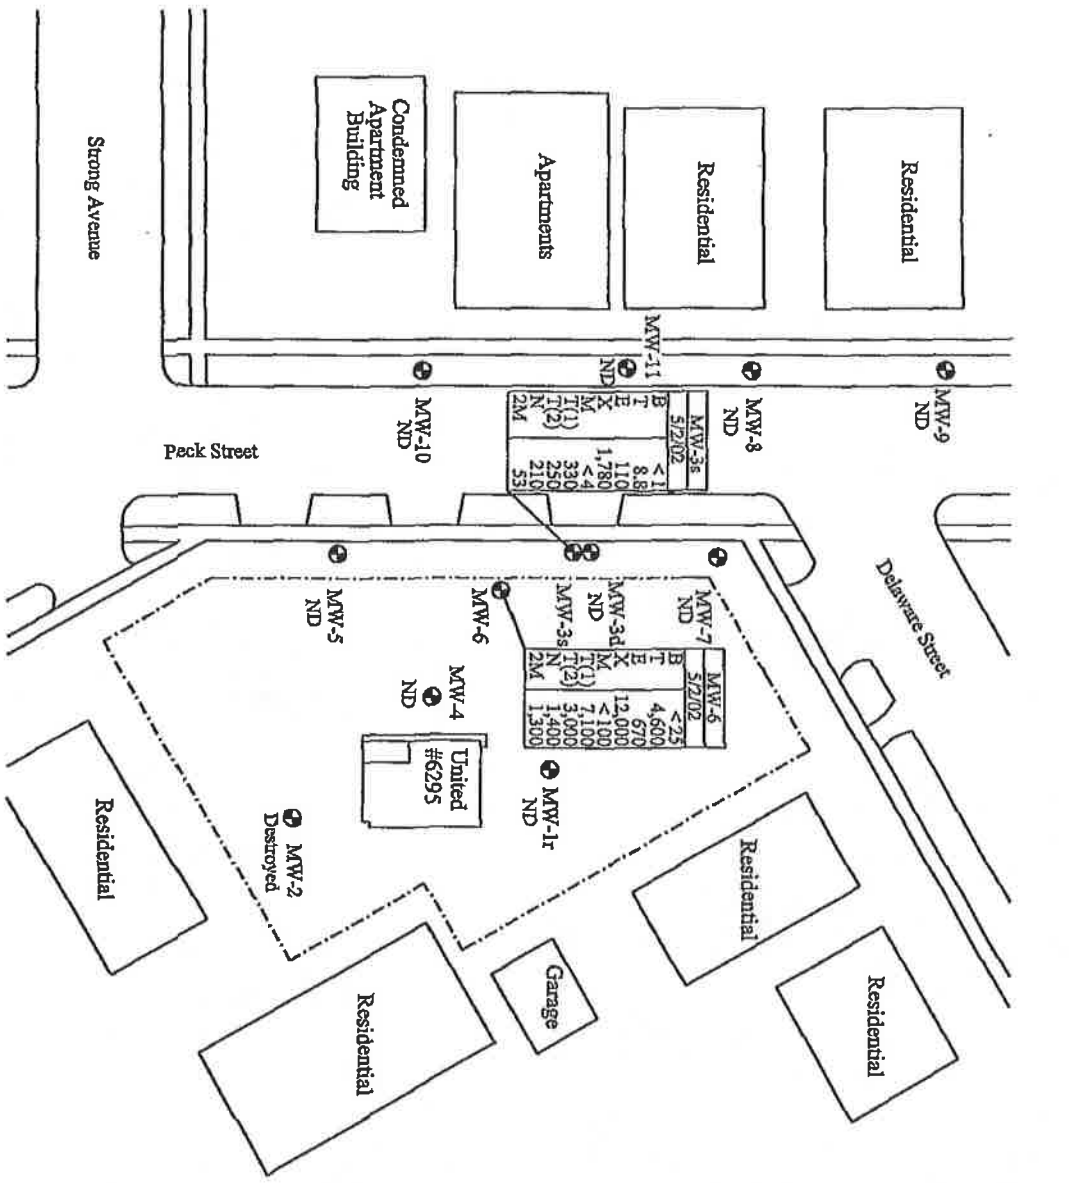 Strong Avenue
Condemned
Apartment
Building
Apartments
Residential
Residential
Peck Street
Delaware Street
MW-10
ND
MW-11
ND
MW-8
ND
MW-9
ND
MW-3s
5/2/02
B <1
T 8.8
E 110
X 1,780
M <4
T(1) 330
T(2) 250
N 210
2M 53
MW-5
ND
MW-6
MW-3s
MW-3d
ND
MW-7
ND
MW-6
5/2/02
B <25
T 4,600
E 670
X 12,000
M <100
T(1) 7,100
T(2) 3,000
N 1,400
2M 1,300
MW-4
ND
United
#6295
MW-1r
ND
MW-2
Destroyed
Residential
Residential
Garage
Residential
Residential